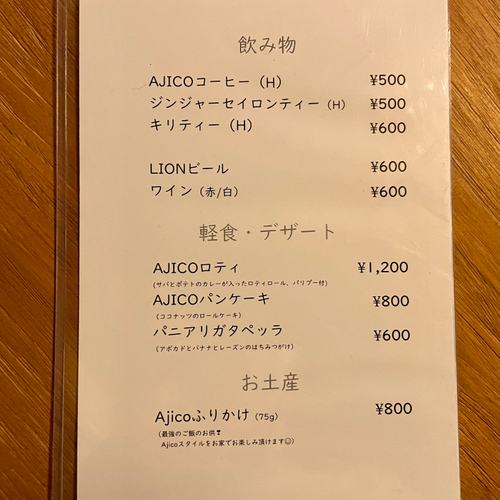 飲み物
AJICOコーヒー（H） ¥500
ジンジャーセイロンティー（H） ¥500
キリティー（H） ¥600
LIONビール ¥600
ワイン（赤/白） ¥600
軽食・デザート
AJICOロティ ¥1,200
（サバとポテトのカレーが入ったロティロール、パリプー付）
AJICOパンケーキ ¥800
（ココナッツのロールケーキ）
パニアリガタペッラ ¥600
（アボカドとバナナとレーズンのはちみつがけ）
お土産
Ajicoふりかけ（75g） ¥800
（最強のご飯のお供❣
Ajicoスタイルをお家でお楽しみ頂けます☺）